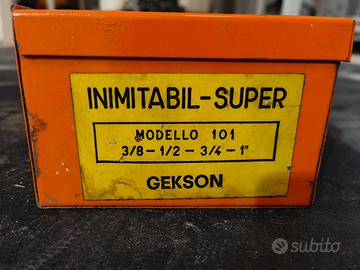 INIMITABIL-SUPER
MODELLO 101
3/8 - 1/2 - 3/4 - 1"
GEKSON
subito